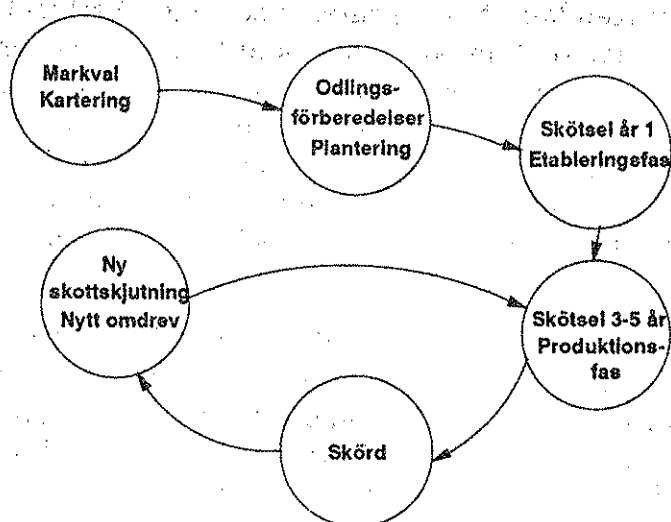 Markval
Kartering
Odlings-
förberedelser
Plantering
Skötsel år 1
Etableringsfas
Skötsel 3-5 år
Produktions-
fas
Skörd
Ny
skottskjutning
Nytt omdrev